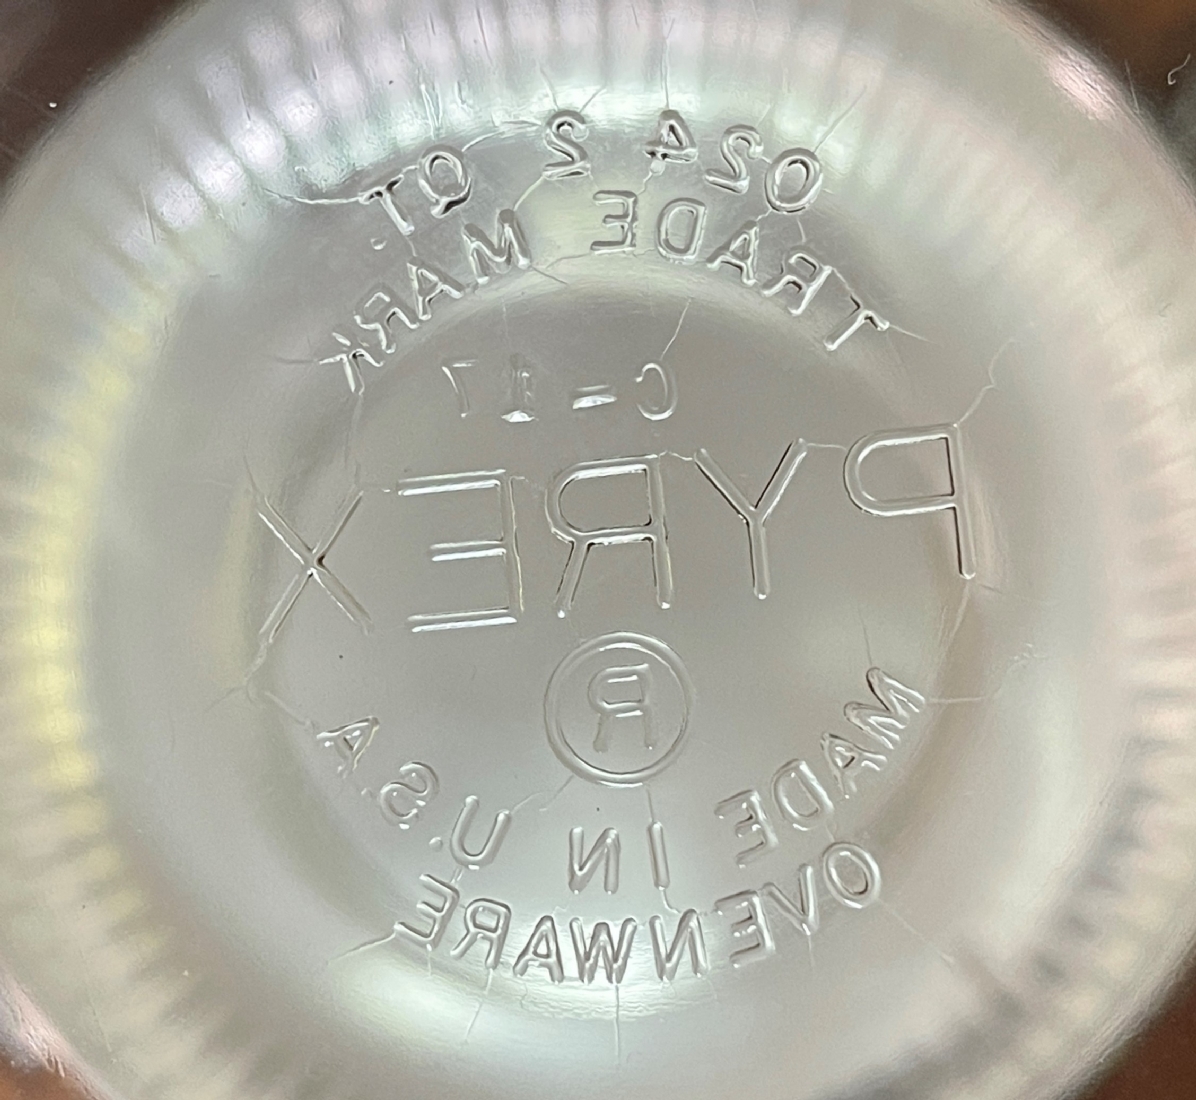 024 2 QT.
TRADE MARK
C-17
PYREX
®
MADE IN U.S.A
OVENWARE